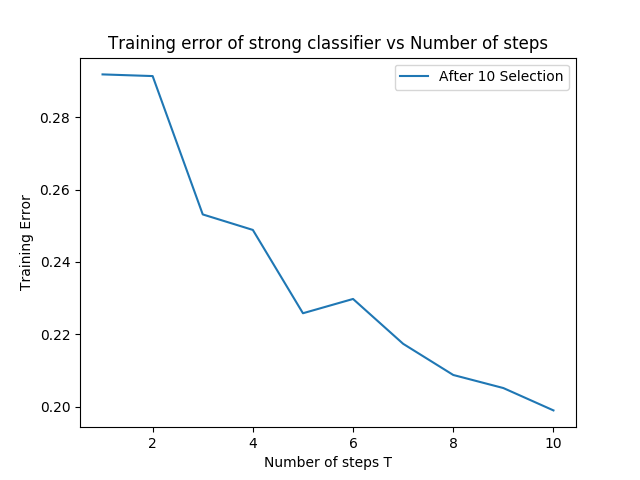 Training error of strong classifier vs Number of steps
After 10 Selection
0.28
0.26
0.24
0.22
0.20
Training Error
2 4 6 8 10
Number of steps T